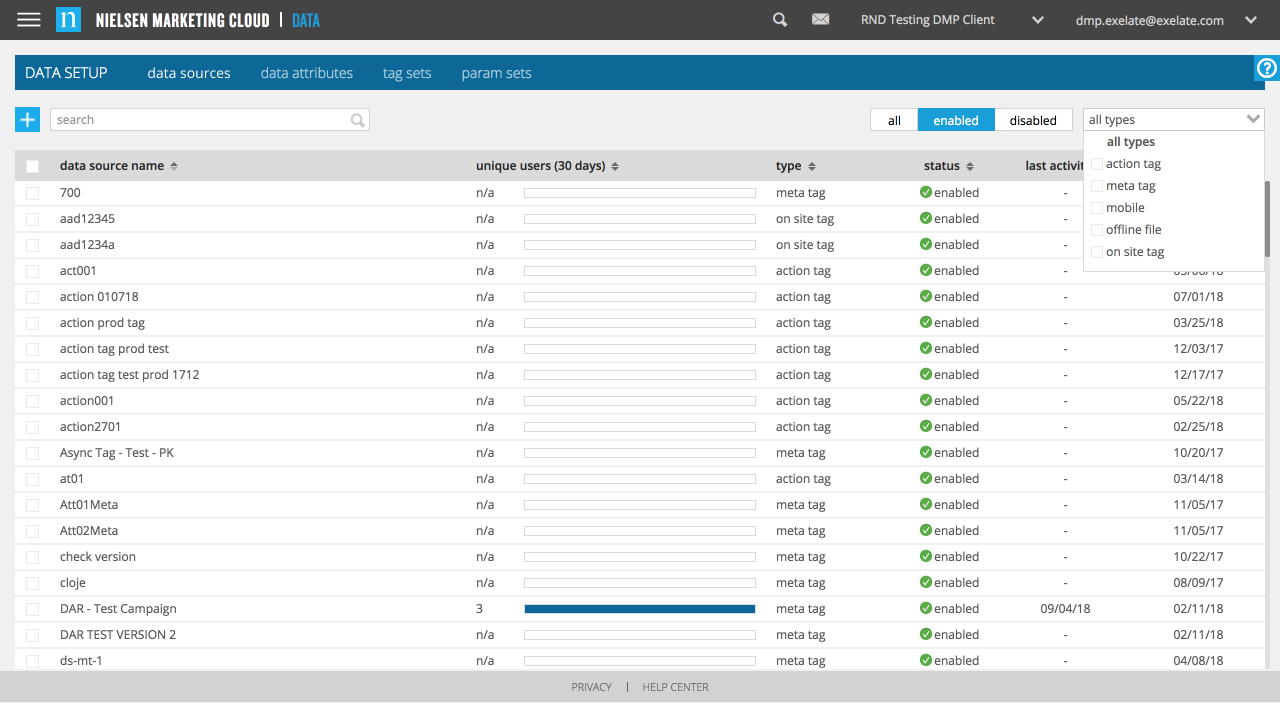 n NIELSEN MARKETING CLOUD | DATA RND Testing DMP Client dmp.exelate@exelate.com
DATA SETUP data sources data attributes tag sets param sets ?
+ search all enabled disabled all types
all types
action tag
meta tag
mobile
offline file
on site tag
data source name unique users (30 days) type status last activit
700 n/a meta tag enabled -
aad12345 n/a on site tag enabled -
aad1234a n/a on site tag enabled -
act001 n/a action tag enabled -
action 010718 n/a action tag enabled - 07/01/18
action prod tag n/a action tag enabled - 03/25/18
action tag prod test n/a action tag enabled - 12/03/17
action tag test prod 1712 n/a action tag enabled - 12/17/17
action001 n/a action tag enabled - 05/22/18
action2701 n/a action tag enabled - 02/25/18
Async Tag - Test - PK n/a meta tag enabled - 10/20/17
at01 n/a action tag enabled - 03/14/18
Att01Meta n/a meta tag enabled - 11/05/17
Att02Meta n/a meta tag enabled - 11/05/17
check version n/a meta tag enabled - 10/22/17
cloje n/a meta tag enabled - 08/09/17
DAR - Test Campaign 3 meta tag enabled 09/04/18 02/11/18
DAR TEST VERSION 2 n/a meta tag enabled - 02/11/18
ds-mt-1 n/a meta tag enabled - 04/08/18
PRIVACY | HELP CENTER